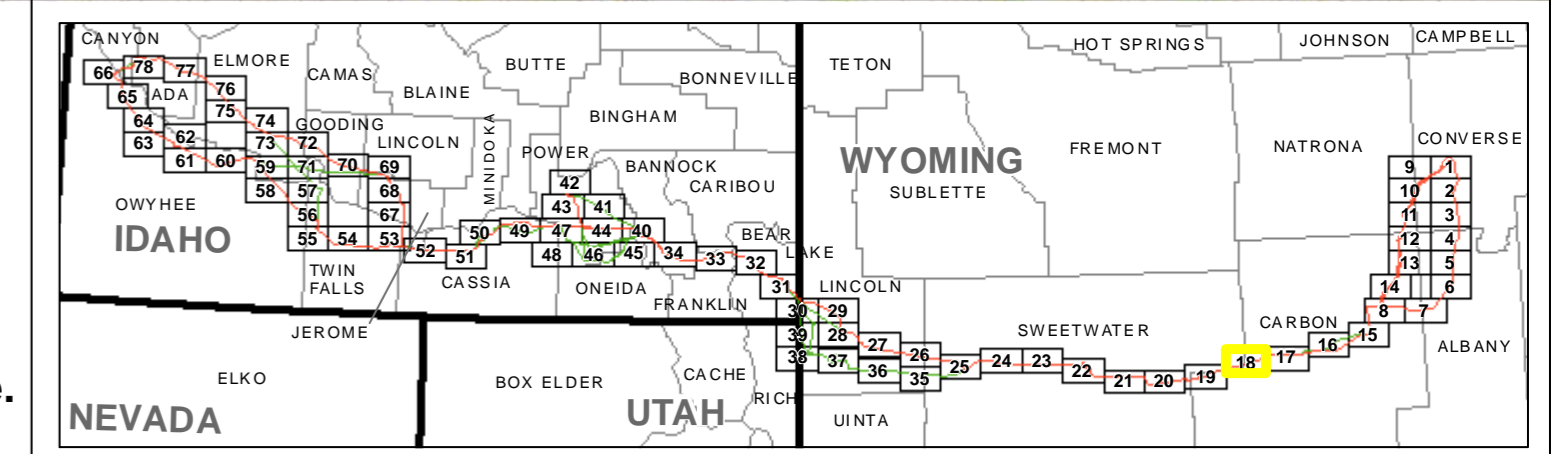 CANYON
HOT SPRINGS
JOHNSON
CAMPBELL
66 78 77
ELMORE
CAMAS
BUTTE
BONNEVILLE
TETON
65 ADA
76
BLAINE
75
64
74
GOODING
MINIDOKA
BINGHAM
63 62
73 72
LINCOLN
POWER
BANNOCK
WYOMING
FREMONT
NATRONA
CONVERSE
61 60 59 71 70 69
42
CARIBOU
SUBLETTE
9 1
58 57 68
10 2
OWYHEE
56 67
43 41
11 3
IDAHO
55 54 53 52 51 50 49 47 44 40
BEAR LAKE
12 4
48 46 45 34 33 32
13 5
TWIN FALLS
CASSIA
ONEIDA
31
LINCOLN
14 6
FRANKLIN
30 29
8 7
JEROME
39 28
SWEETWATER
CARBON
15
38 37 27 26 25 24 23 22 21 20 19 18 17 16
ALBANY
36 35
ELKO
BOX ELDER
CACHE
RICH
NEVADA
UTAH
UINTA
e.